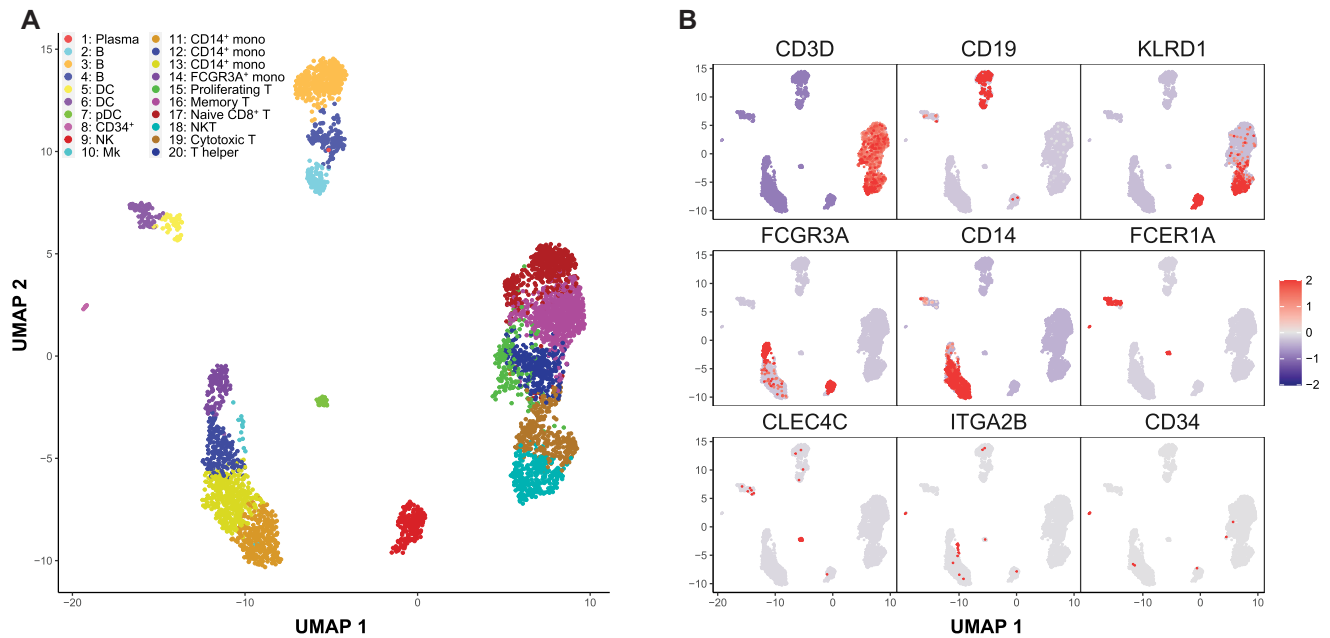 A
1: Plasma
2: B
3: B
4: B
5: DC
6: DC
7: pDC
8: CD34⁺
9: NK
10: Mk
11: CD14⁺ mono
12: CD14⁺ mono
13: CD14⁺ mono
14: FCGR3A⁺ mono
15: Proliferating T
16: Memory T
17: Naive CD8⁺ T
18: NKT
19: Cytotoxic T
20: T helper
15
10
5
0
−5
−10
−20
−10
0
10
UMAP 2
UMAP 1
B
CD3D CD19 KLRD1
15
10
5
0
−5
−10
FCGR3A CD14 FCER1A
15
10
5
0
−5
−10
CLEC4C ITGA2B CD34
15
10
5
0
−5
−10
−20 −10 0 10 −10 0 10 −10 0 10
UMAP 1
2
1
0
−1
−2